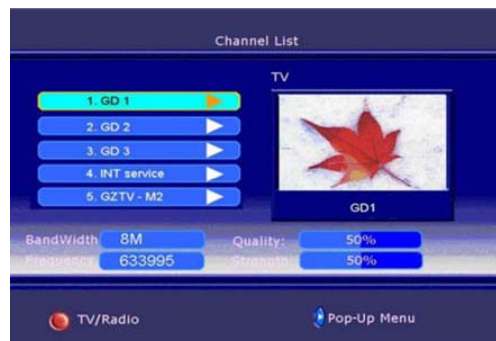 Channel List
TV
1. GD 1
2. GD 2
3. GD 3
4. INT service
5. GZTV - M2
GD1
BandWidth 8M Quality: 50%
Frequency 633995 Strength: 50%
TV/Radio Pop-Up Menu